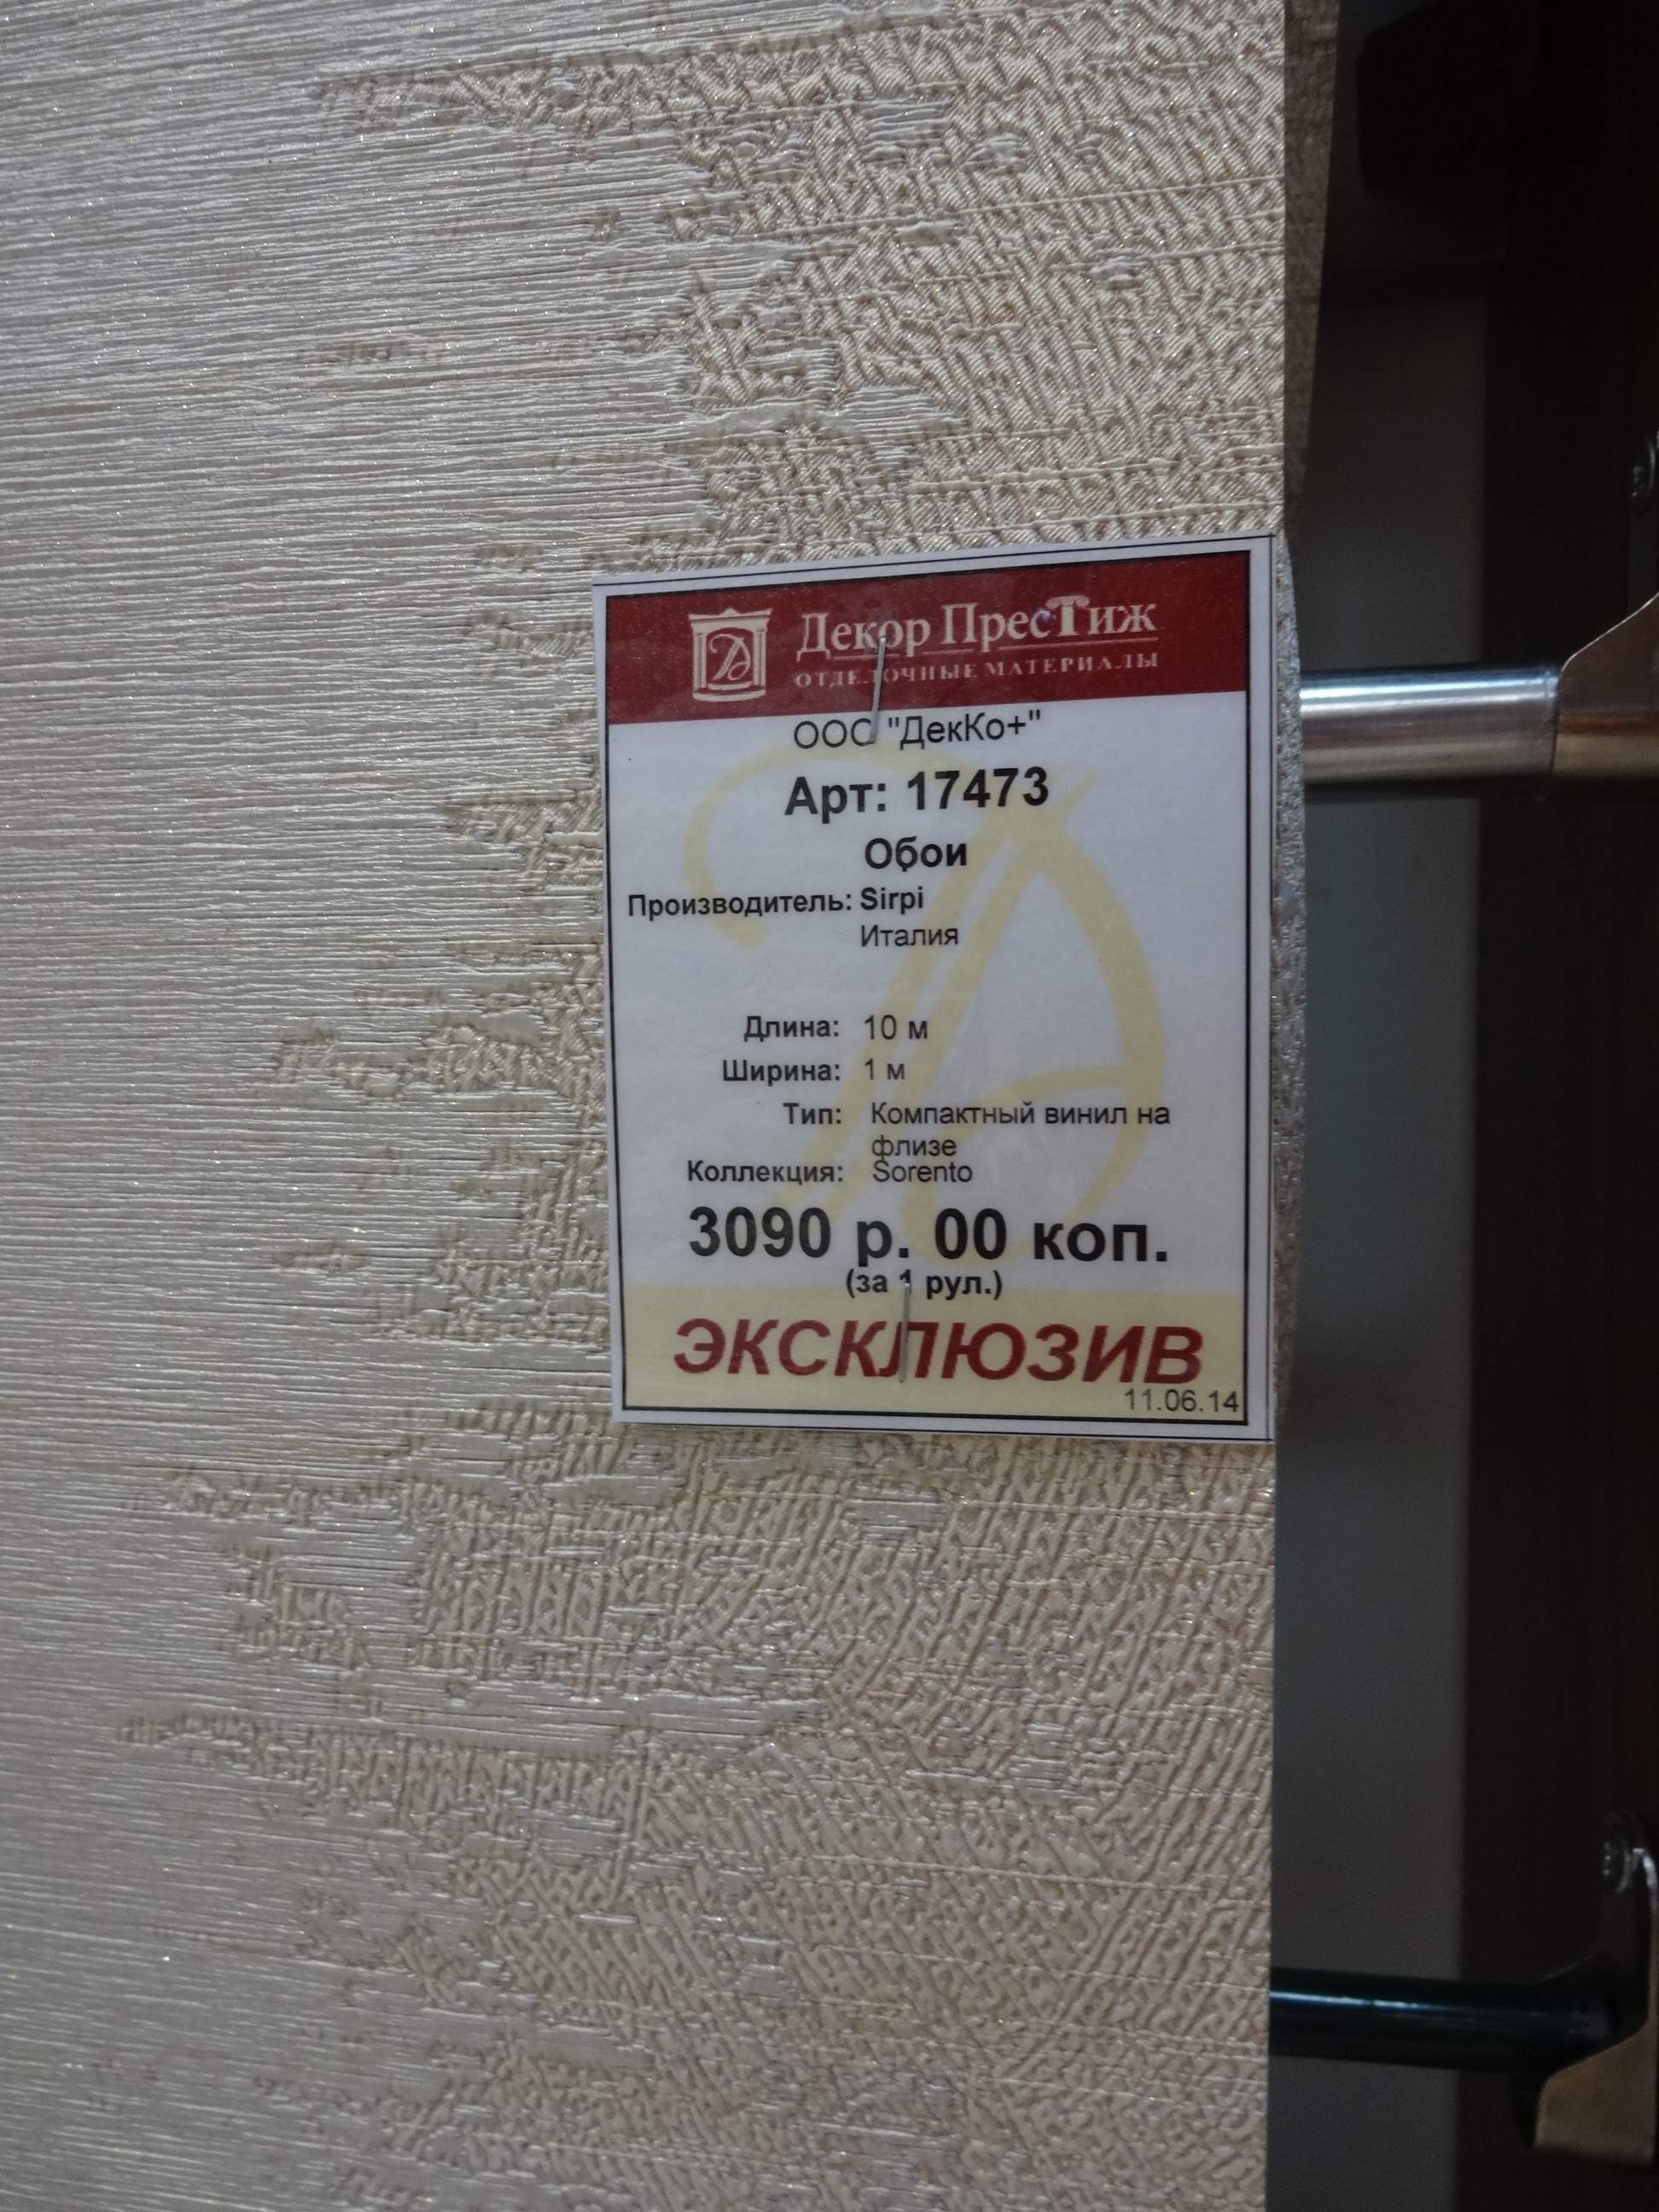 Декор ПресТиж
ОТДЕЛОЧНЫЕ МАТЕРИАЛЫ
ООО "ДекКо+"
Арт: 17473
Обои
Производитель: Sirpi
Италия
Длина: 10 м
Ширина: 1 м
Тип: Компактный винил на
флизе
Коллекция: Sorento
3090 р. 00 коп.
(за 1 рул.)
ЭКСКЛЮЗИВ
11.06.14